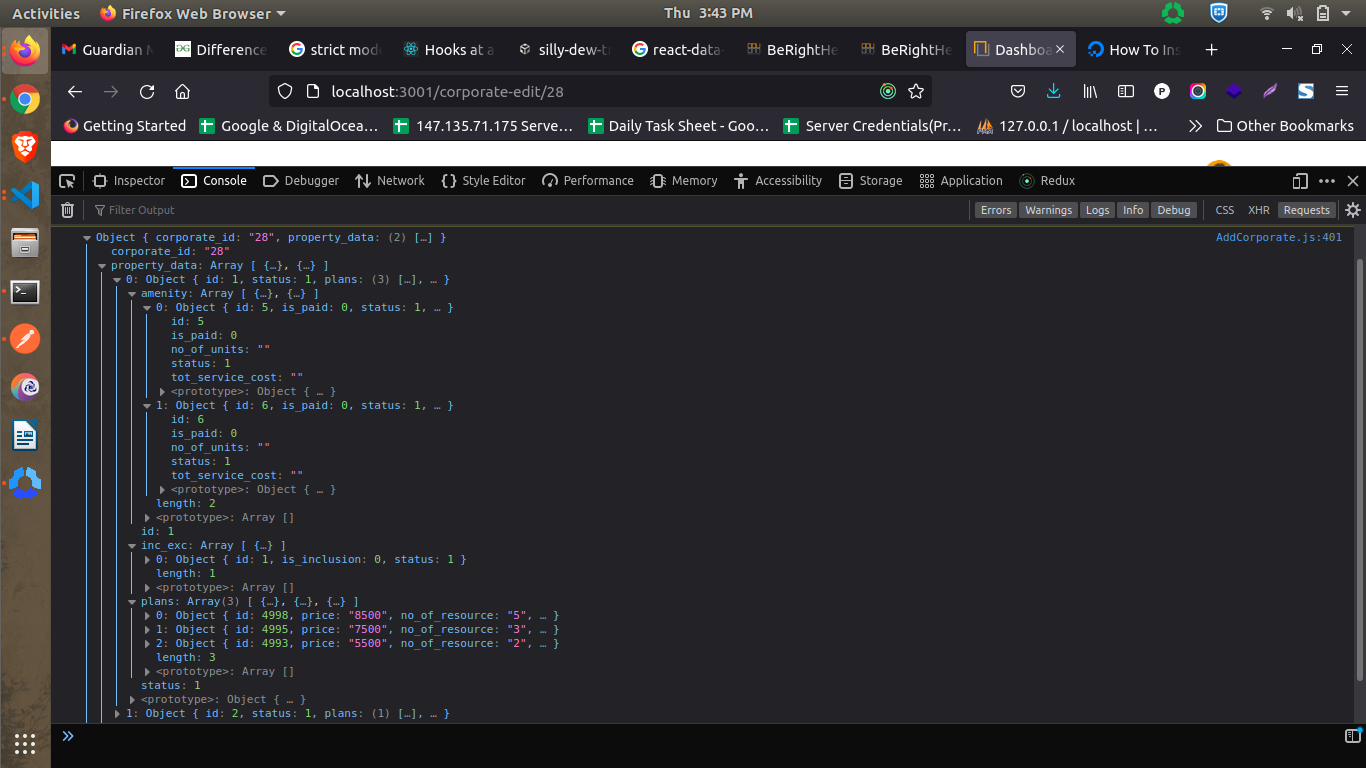 Activities Firefox Web Browser Thu 3:43 PM
Guardian M Difference strict mod Hooks at a silly-dew-t react-data- BeRightHe BeRightHe Dashboa How To Ins
localhost:3001/corporate-edit/28
Getting Started Google & DigitalOcea… 147.135.71.175 Serve… Daily Task Sheet - Goo… Server Credentials(Pr… 127.0.0.1 / localhost | … Other Bookmarks
Inspector Console Debugger Network Style Editor Performance Memory Accessibility Storage Application Redux
Filter Output Errors Warnings Logs Info Debug CSS XHR Requests
Object { corporate_id: "28", property_data: (2) […] } AddCorporate.js:401
corporate_id: "28"
property_data: Array [ {…}, {…} ]
0: Object { id: 1, status: 1, plans: (3) […], … }
amenity: Array [ {…}, {…} ]
0: Object { id: 5, is_paid: 0, status: 1, … }
id: 5
is_paid: 0
no_of_units: ""
status: 1
tot_service_cost: ""
<prototype>: Object { … }
1: Object { id: 6, is_paid: 0, status: 1, … }
id: 6
is_paid: 0
no_of_units: ""
status: 1
tot_service_cost: ""
<prototype>: Object { … }
length: 2
<prototype>: Array []
id: 1
inc_exc: Array [ {…} ]
0: Object { id: 1, is_inclusion: 0, status: 1 }
length: 1
<prototype>: Array []
plans: Array(3) [ {…}, {…}, {…} ]
0: Object { id: 4998, price: "8500", no_of_resource: "5", … }
1: Object { id: 4995, price: "7500", no_of_resource: "3", … }
2: Object { id: 4993, price: "5500", no_of_resource: "2", … }
length: 3
<prototype>: Array []
status: 1
<prototype>: Object { … }
1: Object { id: 2, status: 1, plans: (1) […], … }